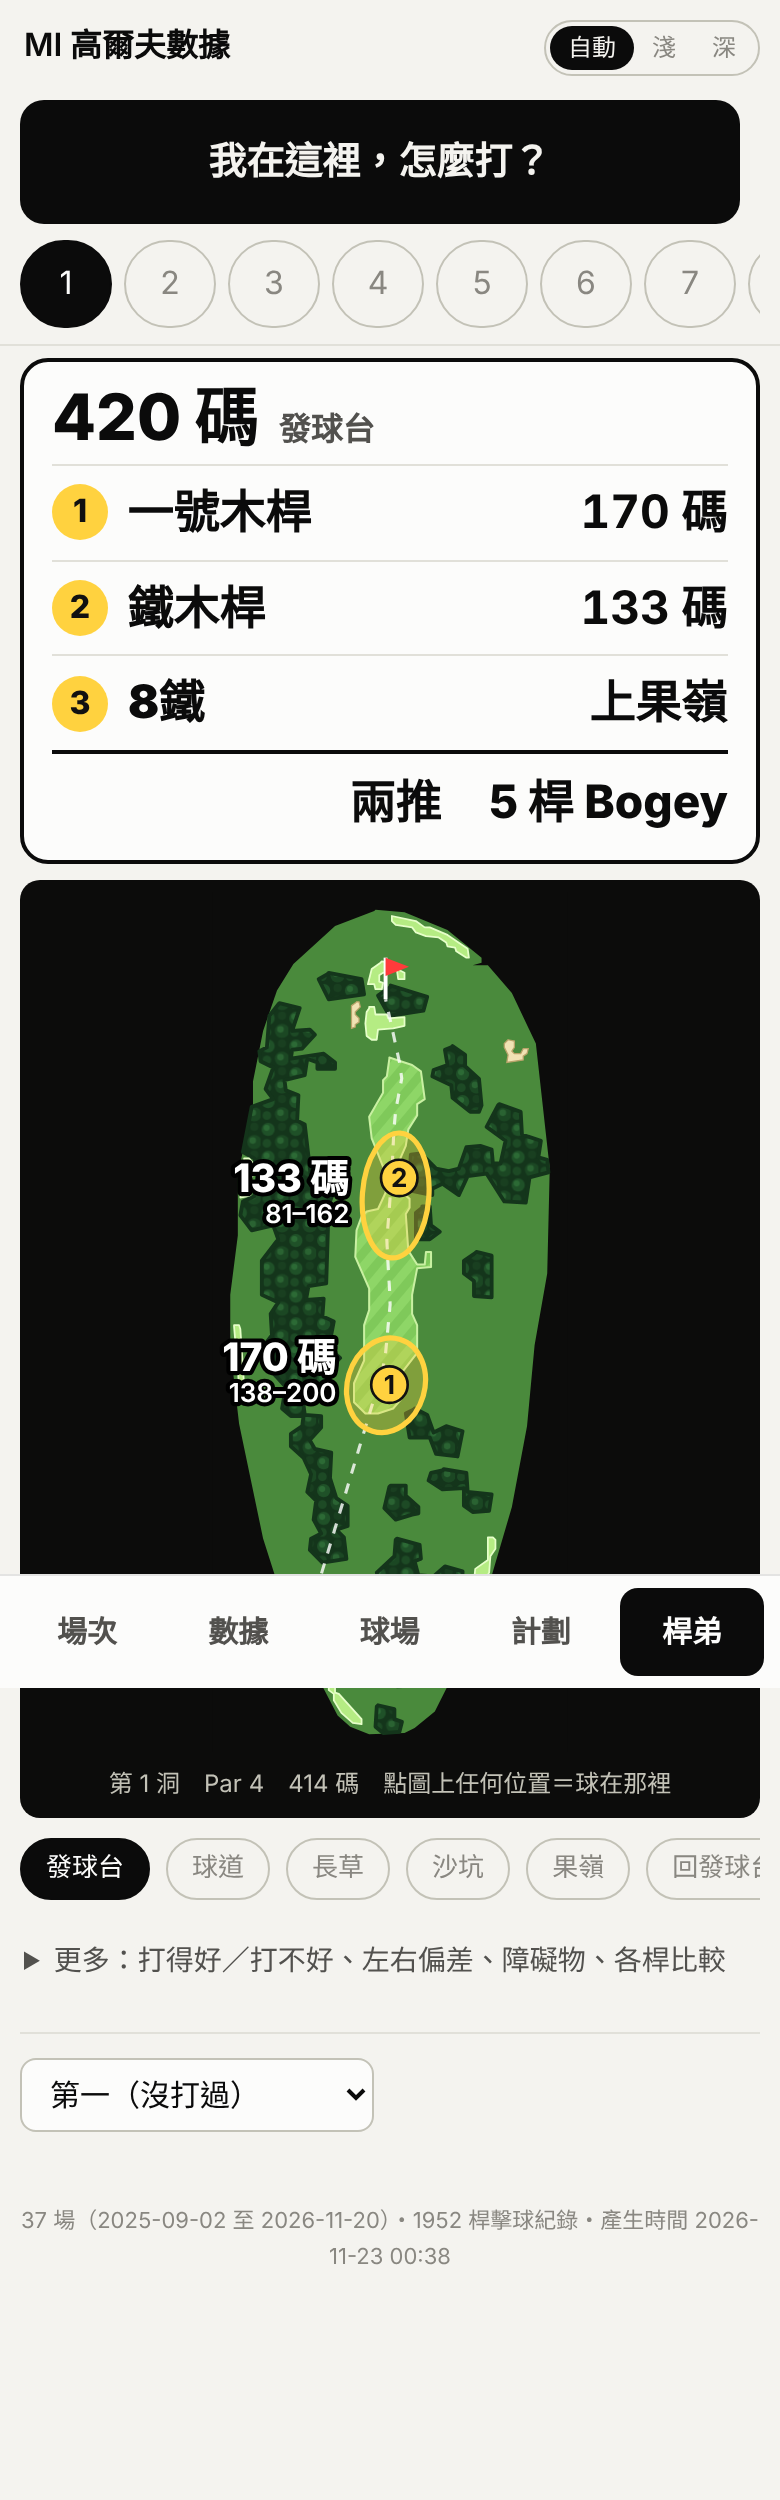 MI 高爾夫數據
自動 淺 深
我在這裡，怎麼打？
1 2 3 4 5 6 7
420 碼 發球台
1 一號木桿 170 碼
2 鐵木桿 133 碼
3 8鐵 上果嶺
兩推 5 桿 Bogey
133 碼
81–162
2
170 碼
138–200
1
場次 數據 球場 計劃 桿弟
第 1 洞 Par 4 414 碼 點圖上任何位置＝球在那裡
發球台 球道 長草 沙坑 果嶺 回發球台
▶ 更多：打得好／打不好、左右偏差、障礙物、各桿比較
第一（沒打過）
37 場（2025-09-02 至 2026-11-20）・1952 桿擊球紀錄・產生時間 2026-
11-23 00:38